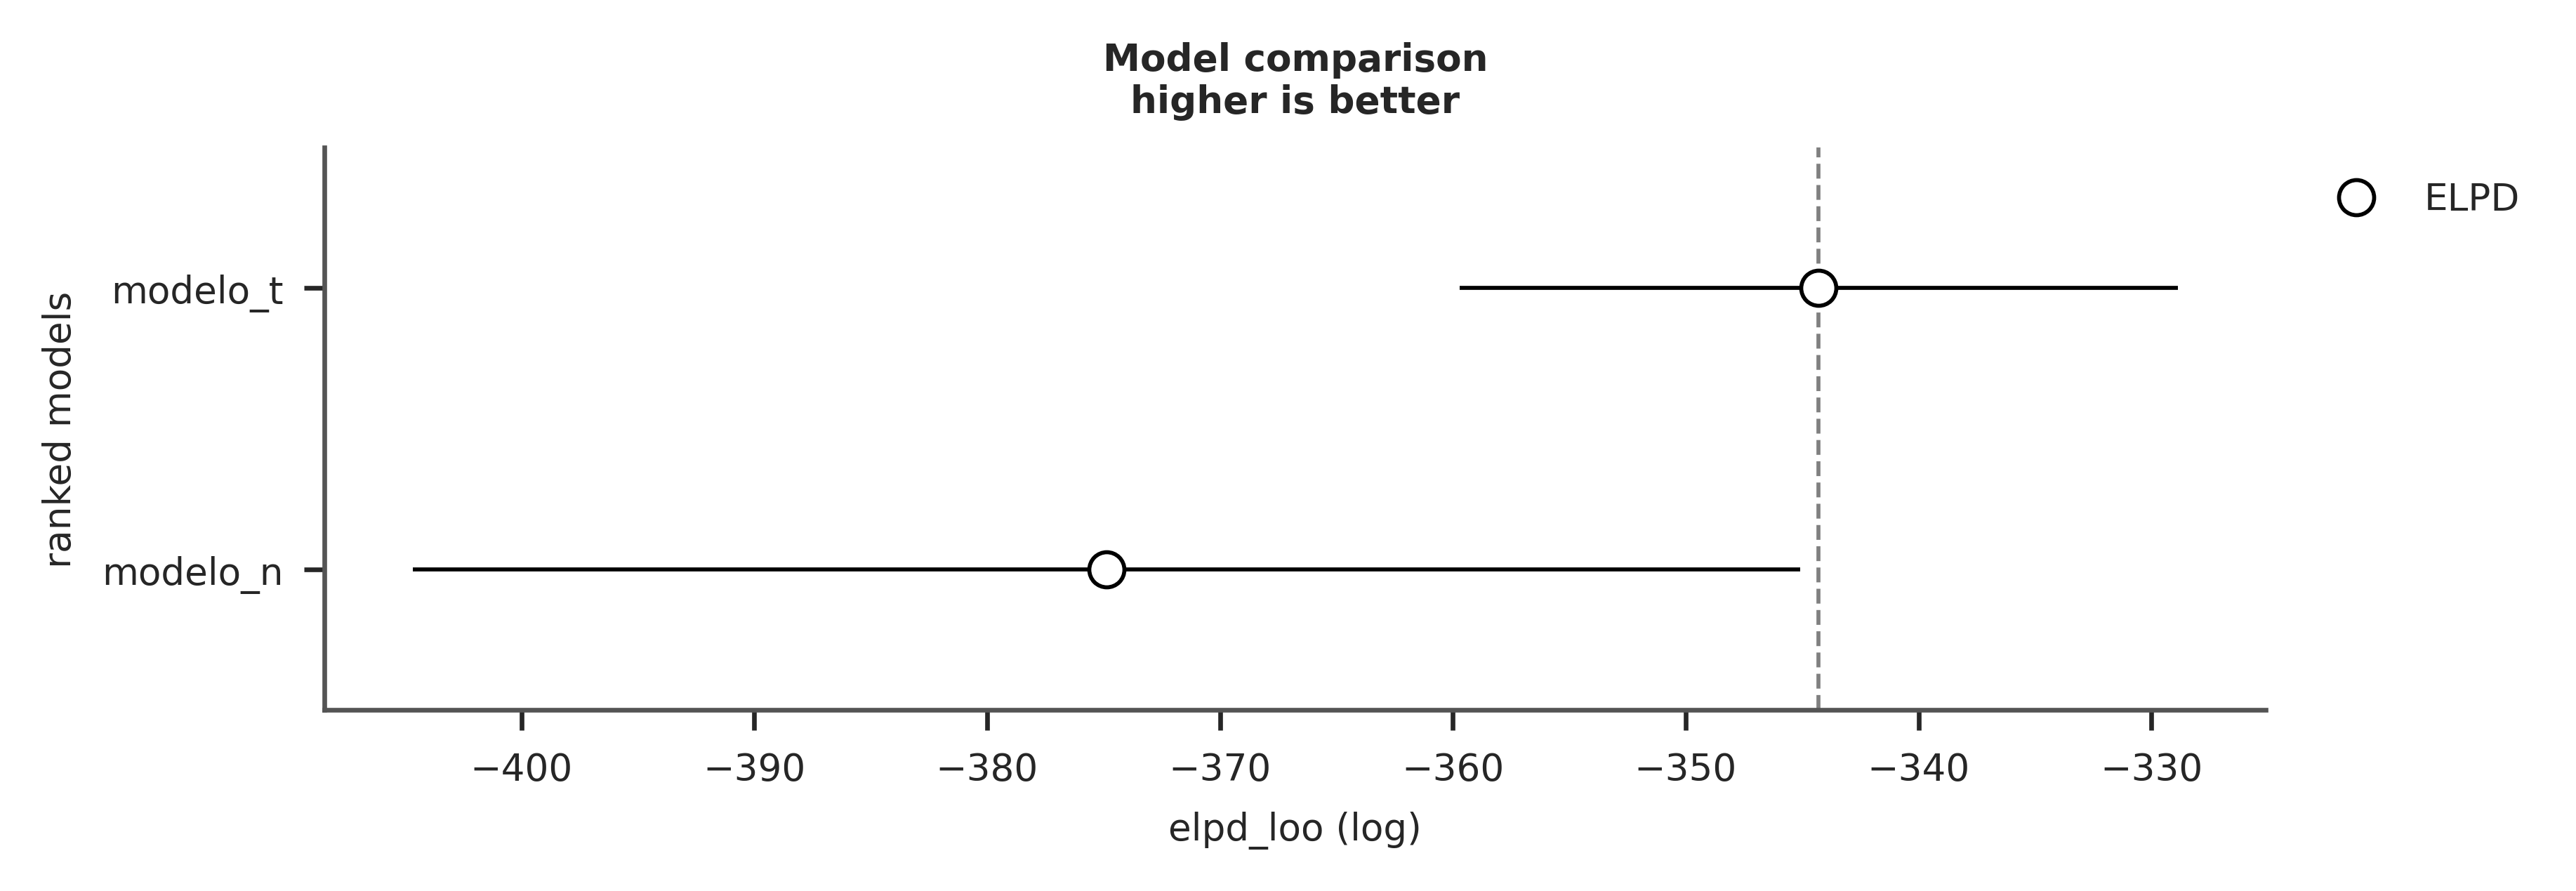 Model comparison
higher is better
ELPD
modelo_t
modelo_n
ranked models
−400 −390 −380 −370 −360 −350 −340 −330
elpd_loo (log)